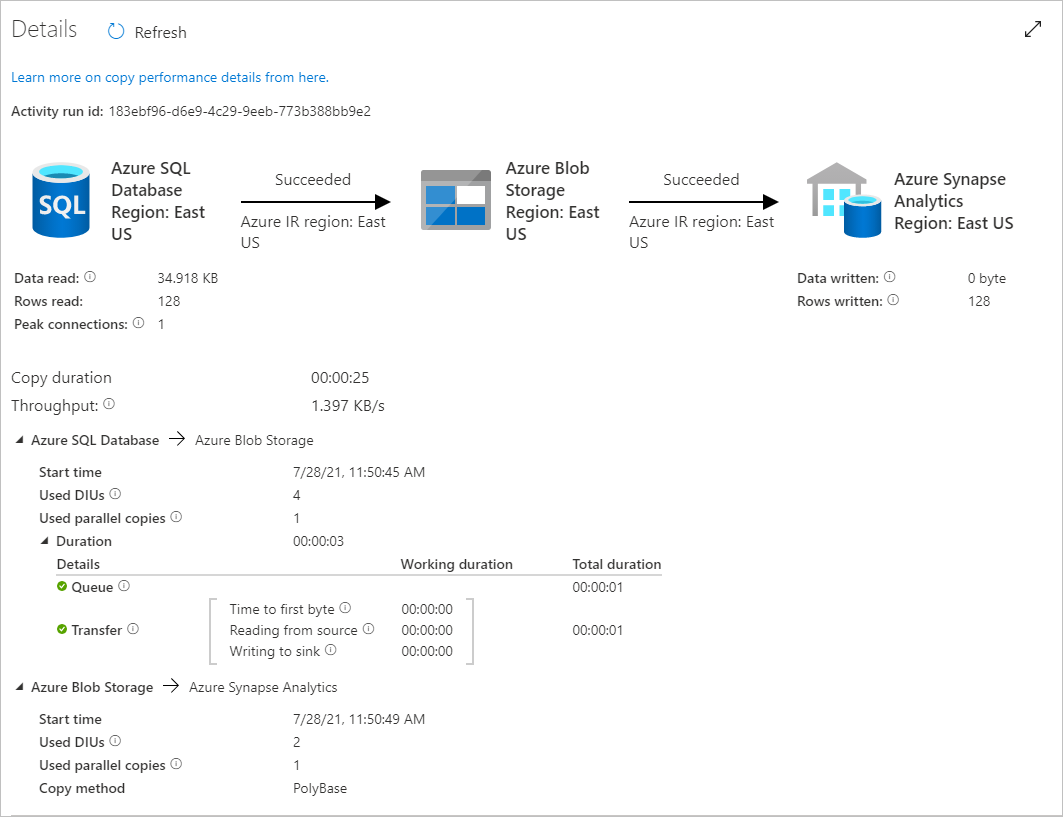 Details Refresh
Learn more on copy performance details from here.
Activity run id: 183ebf96-d6e9-4c29-9eeb-773b388bb9e2
SQL
Azure SQL
Database
Region: East
US
Succeeded
Azure IR region: East
US
Azure Blob
Storage
Region: East
US
Succeeded
Azure IR region: East
US
Azure Synapse
Analytics
Region: East US
Data read: 34.918 KB
Rows read: 128
Peak connections: 1
Data written: 0 byte
Rows written: 128
Copy duration 00:00:25
Throughput: 1.397 KB/s
Azure SQL Database → Azure Blob Storage
Start time 7/28/21, 11:50:45 AM
Used DIUs 4
Used parallel copies 1
Duration 00:00:03
Details Working duration Total duration
Queue 00:00:01
Time to first byte 00:00:00
Transfer Reading from source 00:00:00 00:00:01
Writing to sink 00:00:00
Azure Blob Storage → Azure Synapse Analytics
Start time 7/28/21, 11:50:49 AM
Used DIUs 2
Used parallel copies 1
Copy method PolyBase